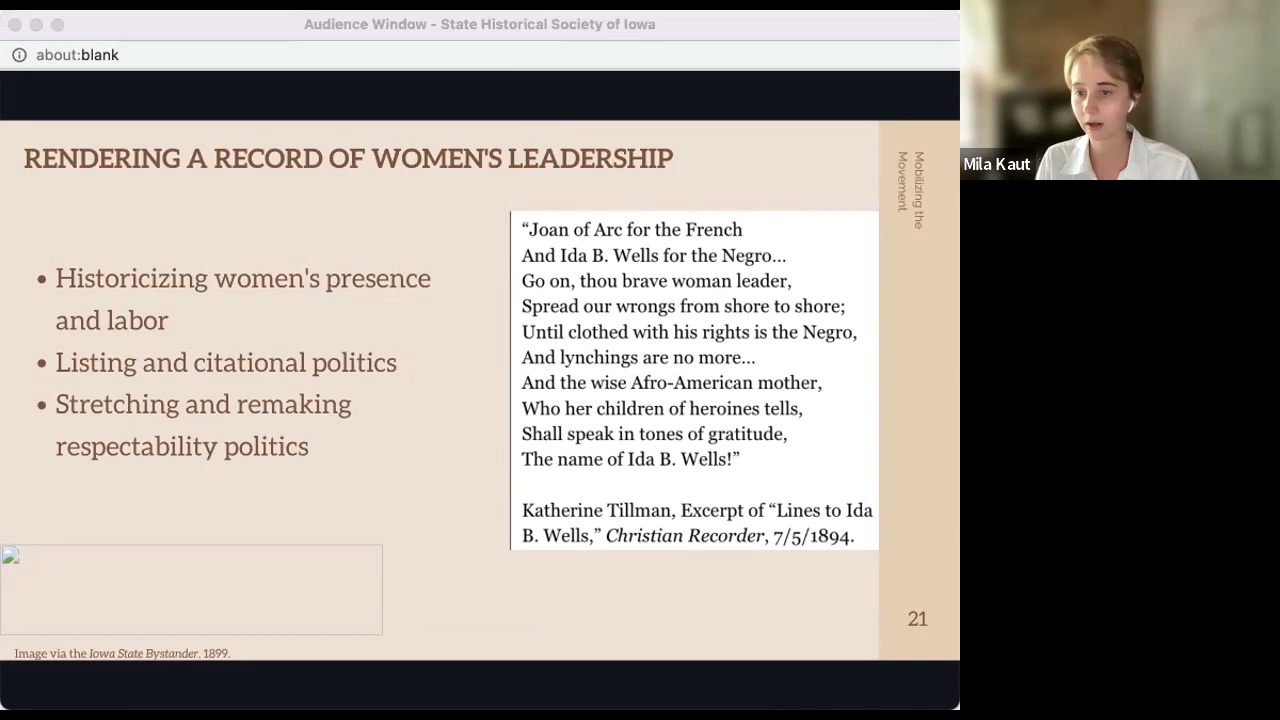 Audience Window - State Historical Society of Iowa
about:blank
RENDERING A RECORD OF WOMEN'S LEADERSHIP
• Historicizing women's presence
and labor
• Listing and citational politics
• Stretching and remaking
respectability politics
“Joan of Arc for the French
And Ida B. Wells for the Negro…
Go on, thou brave woman leader,
Spread our wrongs from shore to shore;
Until clothed with his rights is the Negro,
And lynchings are no more…
And the wise Afro-American mother,
Who her children of heroines tells,
Shall speak in tones of gratitude,
The name of Ida B. Wells!”
Katherine Tillman, Excerpt of “Lines to Ida
B. Wells,” Christian Recorder, 7/5/1894.
Mobilizing the
Movement
21
Image via the Iowa State Bystander, 1899.
Mila Kaut